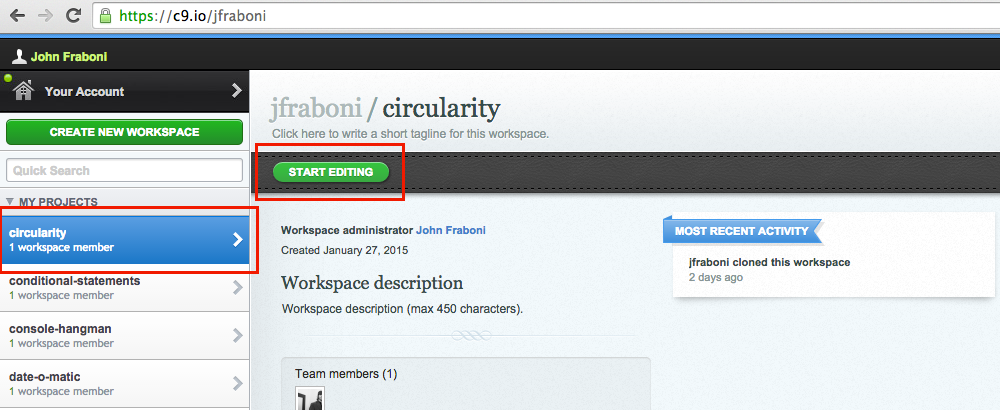 https://c9.io/jfraboni
John Fraboni
Your Account
CREATE NEW WORKSPACE
Quick Search
MY PROJECTS
circularity
1 workspace member
conditional-statements
1 workspace member
console-hangman
1 workspace member
date-o-matic
1 workspace member
jfraboni / circularity
Click here to write a short tagline for this workspace.
START EDITING
Workspace administrator John Fraboni
Created January 27, 2015
Workspace description
Workspace description (max 450 characters).
Team members (1)
MOST RECENT ACTIVITY
jfraboni cloned this workspace
2 days ago